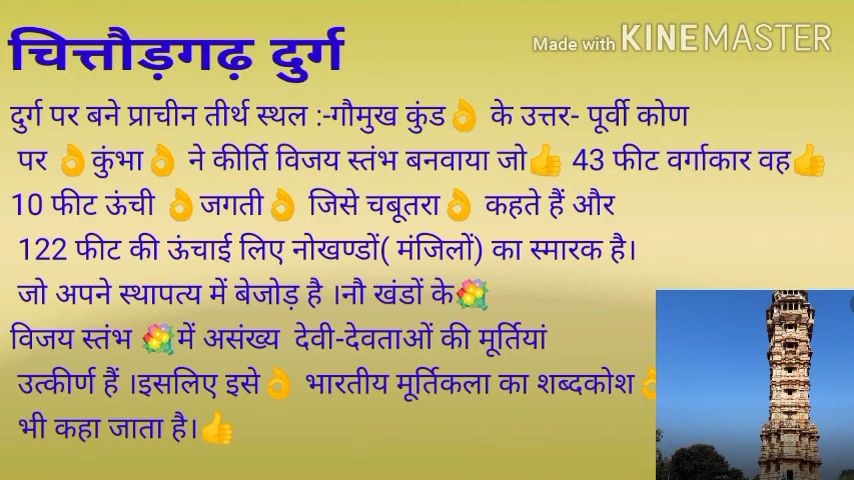 चित्तौड़गढ़ दुर्ग
Made with KINEMASTER
दुर्ग पर बने प्राचीन तीर्थ स्थल :-गौमुख कुंड👌 के उत्तर- पूर्वी कोण
पर 👌कुंभा👌 ने कीर्ति विजय स्तंभ बनवाया जो👍 43 फीट वर्गाकार वह👍
10 फीट ऊंची 👌जगती👌 जिसे चबूतरा👌 कहते हैं और
122 फीट की ऊंचाई लिए नोखण्डों( मंजिलों) का स्मारक है।
जो अपने स्थापत्य में बेजोड़ है ।नौ खंडों के💐
विजय स्तंभ 💐में असंख्य देवी-देवताओं की मूर्तियां
उत्कीर्ण हैं ।इसलिए इसे👌 भारतीय मूर्तिकला का शब्दकोश👌
भी कहा जाता है।👍